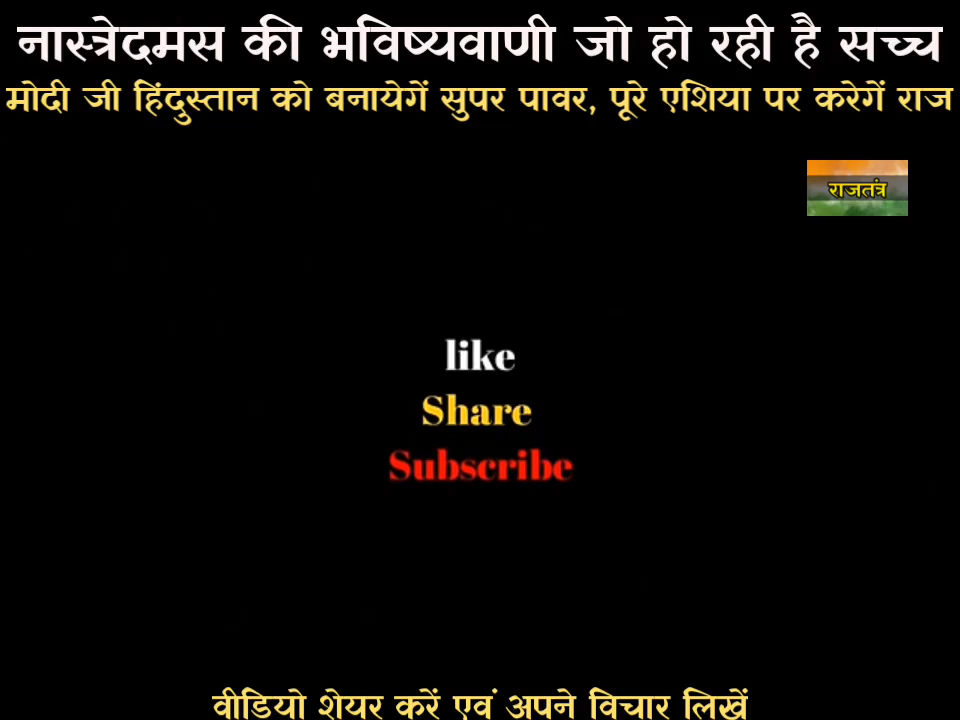 नास्त्रेदमस की भविष्यवाणी जो हो रही है सच्च
मोदी जी हिंदुस्तान को बनायेगें सुपर पावर, पूरे एशिया पर करेगें राज
राजतंत्र
like
Share
Subscribe
वीडियो शेयर करें एवं अपने विचार लिखें